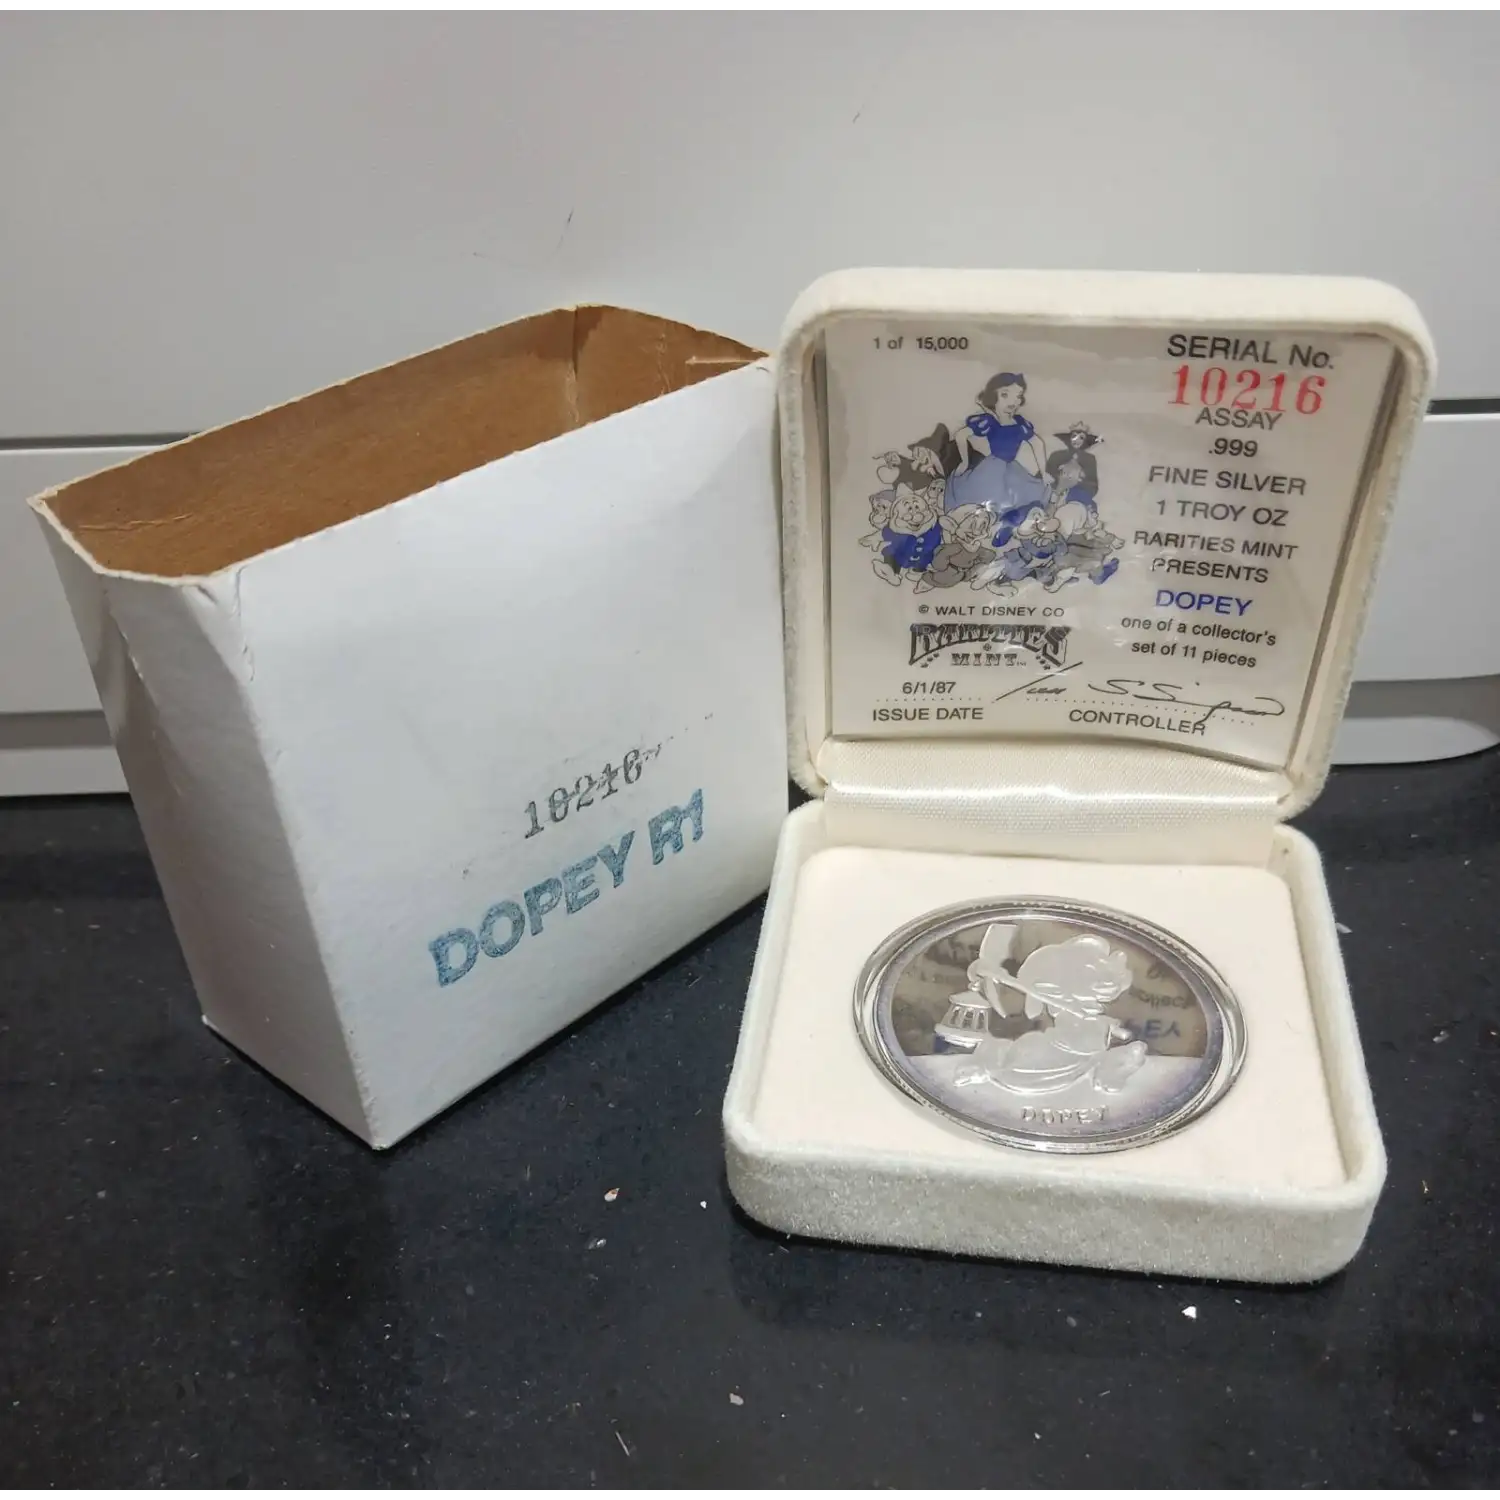 10216
DOPEY R1
1 of 15,000
SERIAL No.
10216
ASSAY
.999
FINE SILVER
1 TROY OZ
RARITIES MINT
PRESENTS
DOPEY
one of a collector's
set of 11 pieces
© WALT DISNEY CO
RARITIES
MINT
6/1/87
ISSUE DATE
CONTROLLER
DOPEY